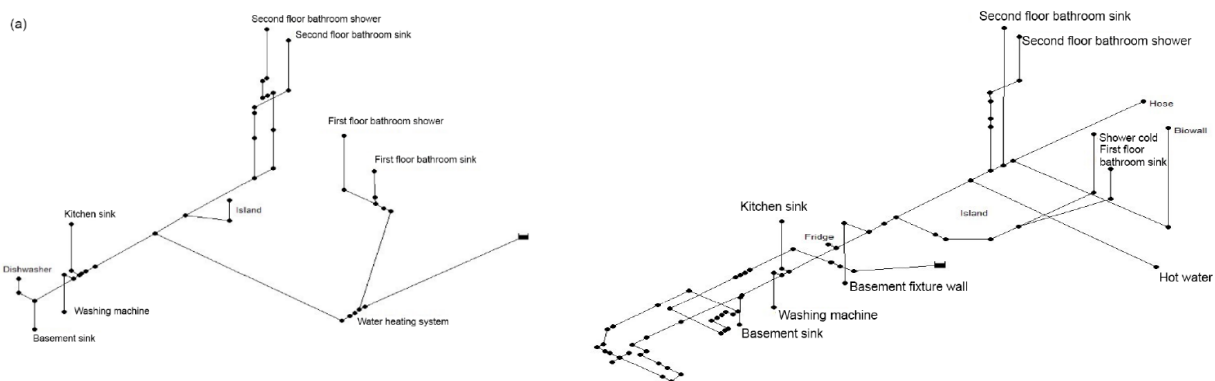 (a)
Second floor bathroom shower
Second floor bathroom sink
First floor bathroom shower
First floor bathroom sink
Island
Kitchen sink
Dishwasher
Washing machine
Basement sink
Water heating system
Second floor bathroom sink
Second floor bathroom shower
Hose
Biowall
Shower cold
First floor
bathroom sink
Kitchen sink
Island
Fridge
Hot water
Basement fixture wall
Washing machine
Basement sink